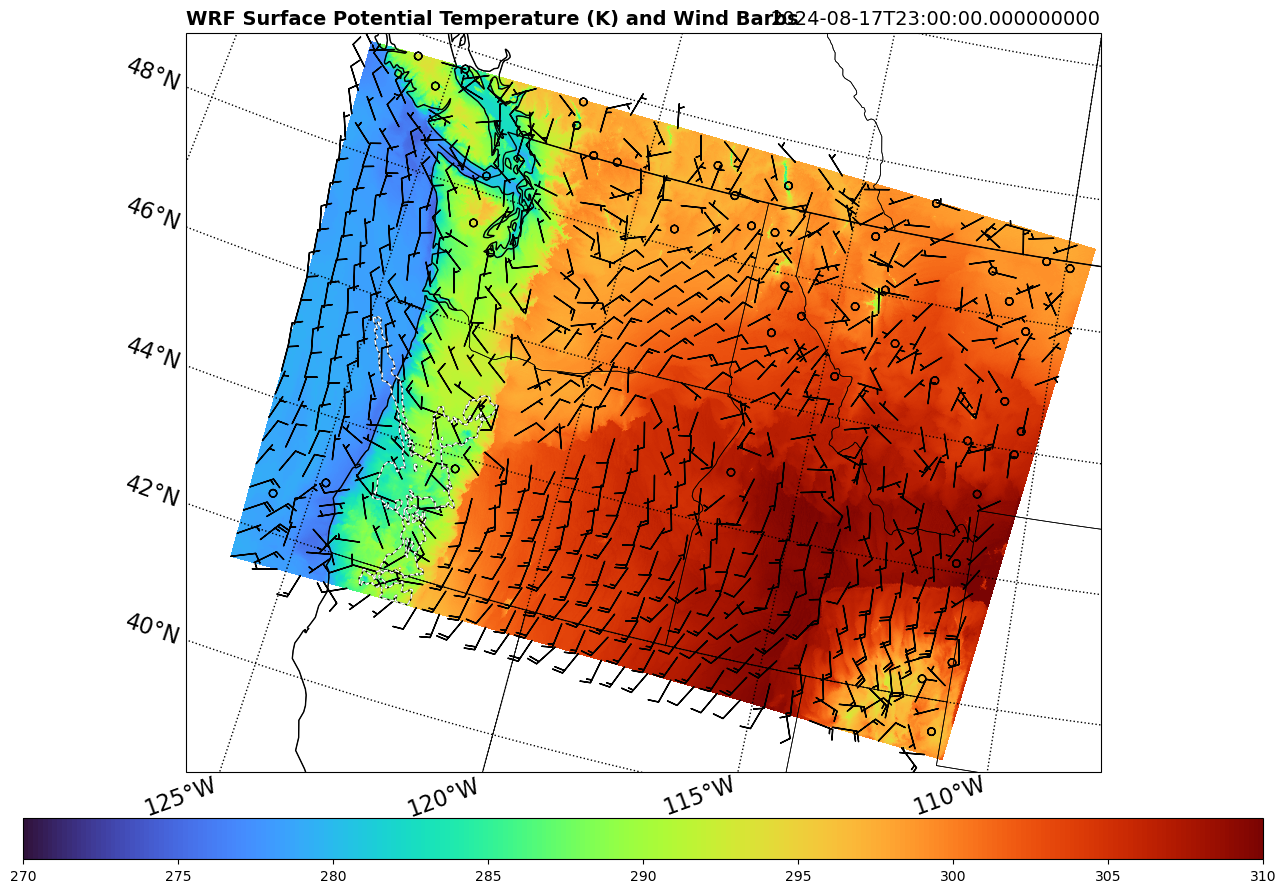 WRF Surface Potential Temperature (K) and Wind Barbs
2024-08-17T23:00:00.000000000
48°N
46°N
44°N
42°N
40°N
125°W
120°W
115°W
110°W
270 275 280 285 290 295 300 305 310